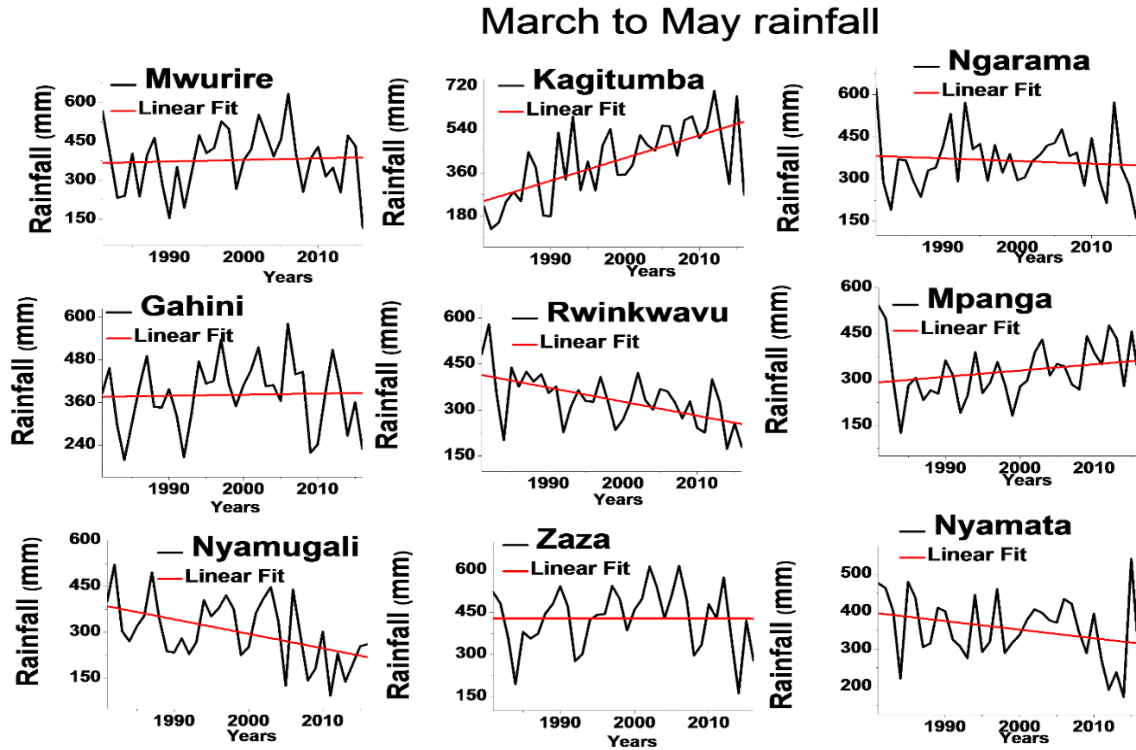 March to May rainfall
Mwurire
Linear Fit
Rainfall (mm)
600
450
300
150
1990
2000
2010
Years
Kagitumba
Linear Fit
Rainfall (mm)
720
540
360
180
1990
2000
2010
Years
Ngarama
Linear Fit
Rainfall (mm)
600
450
300
150
1990
2000
2010
Years
Gahini
Linear Fit
Rainfall (mm)
600
480
360
240
1990
2000
2010
Years
Rwinkwavu
Linear Fit
Rainfall (mm)
600
450
300
150
1990
2000
2010
Years
Mpanga
Linear Fit
Rainfall (mm)
600
450
300
150
1990
2000
2010
Years
Nyamugali
Linear Fit
Rainfall (mm)
600
450
300
150
1990
2000
2010
Years
Zaza
Linear Fit
Rainfall (mm)
600
450
300
150
1990
2000
2010
Years
Nyamata
Linear Fit
Rainfall (mm)
500
400
300
200
1990
2000
2010
Years